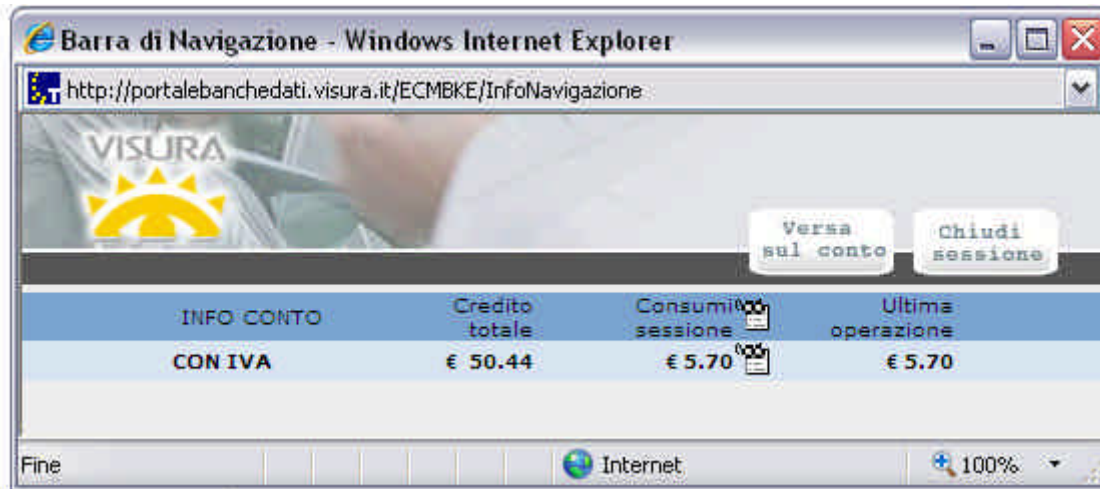 Barra di Navigazione - Windows Internet Explorer
http://portalebanchedati.visura.it/ECMBKE/InfoNavigazione
VISURA
Versa
sul conto
Chiudi
sessione
INFO CONTO
Credito
totale
Consumi
sessione
Ultima
operazione
CON IVA € 50.44 € 5.70 € 5.70
Fine Internet 100%